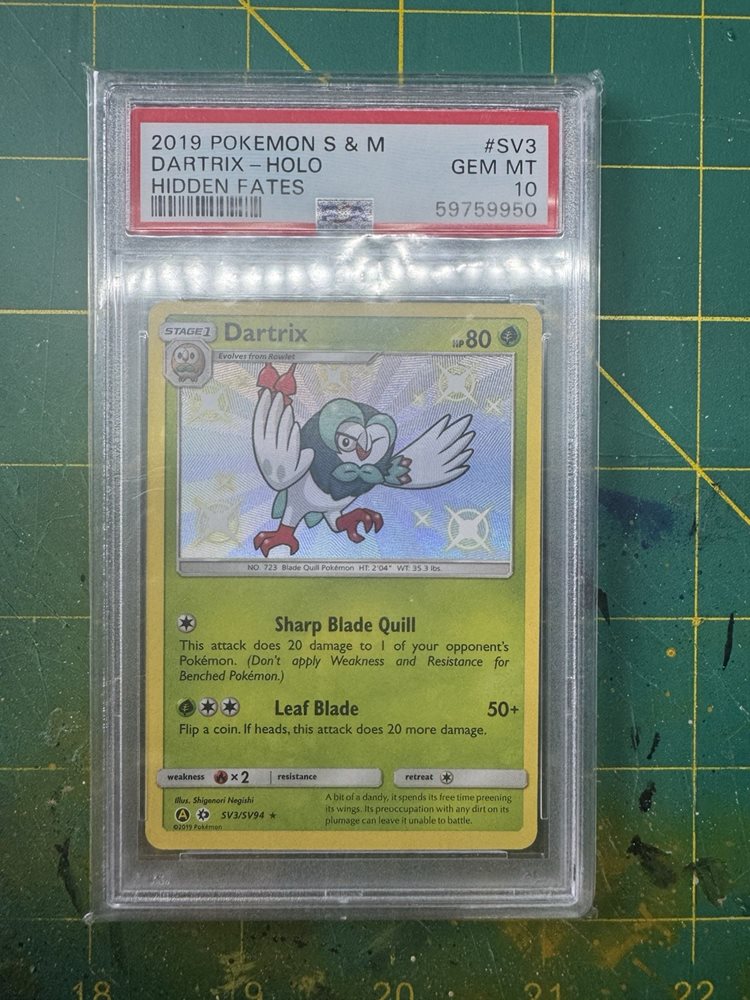 2019 POKEMON S & M #SV3
DARTRIX – HOLO GEM MT
HIDDEN FATES 10
59759950
STAGE 1 Dartrix HP 80
Evolves from Rowlet
NO. 723 Blade Quill Pokémon HT: 2'04" WT: 35.3 lbs.
Sharp Blade Quill
This attack does 20 damage to 1 of your opponent's
Pokémon. (Don't apply Weakness and Resistance for
Benched Pokémon.)
Leaf Blade 50+
Flip a coin. If heads, this attack does 20 more damage.
weakness ×2 resistance retreat
Illus. Shigenori Negishi
A SV3/SV94 ★
©2019 Pokémon
A bit of a dandy, it spends its free time preening
its wings. Its preoccupation with any dirt on its
plumage can leave it unable to battle.
18 19 20 21 22